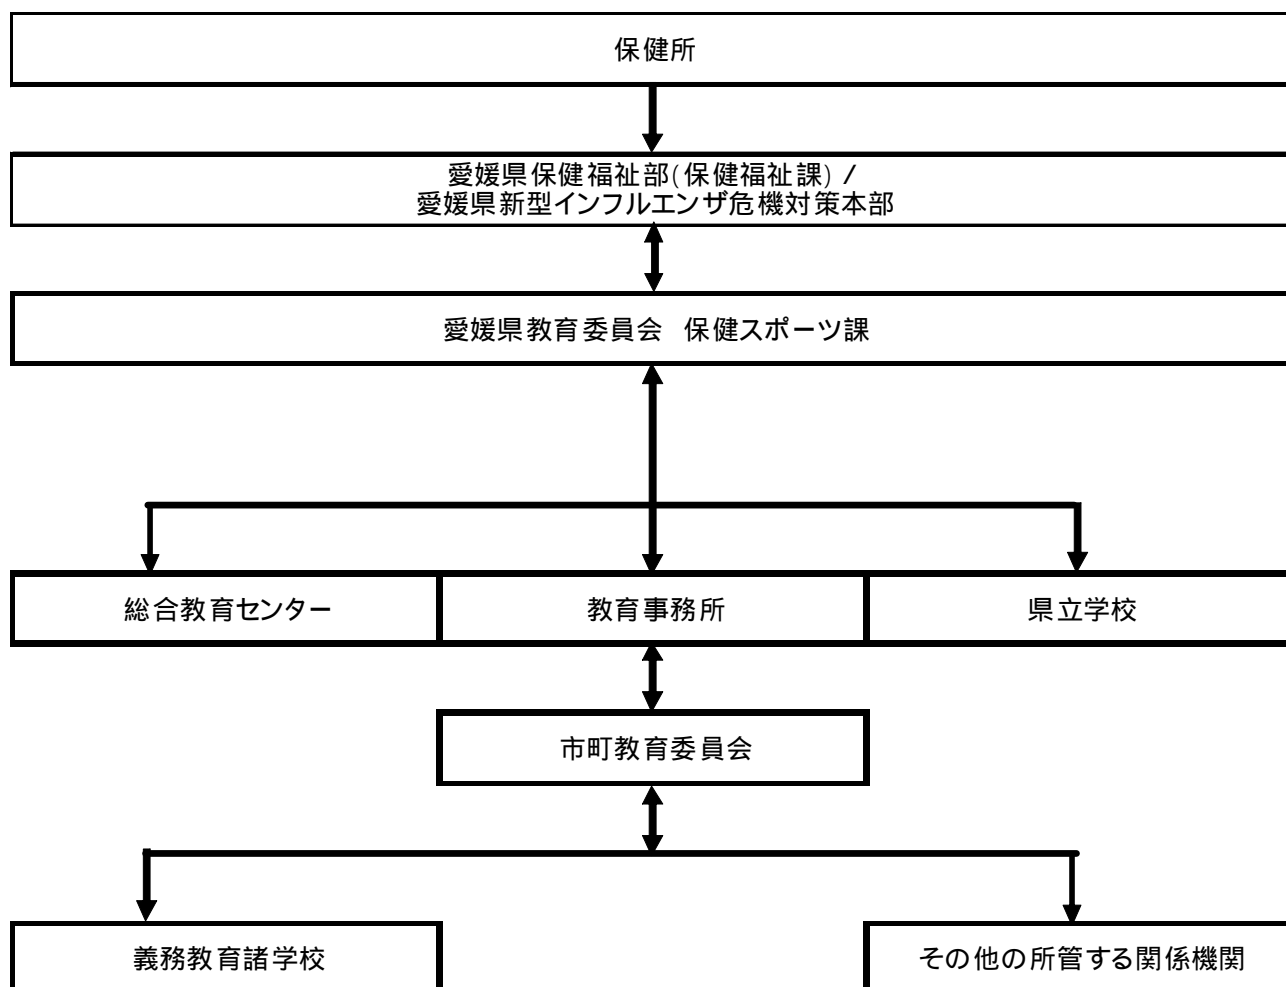 保健所
愛媛県保健福祉部(保健福祉課) /
愛媛県新型インフルエンザ危機対策本部
愛媛県教育委員会　保健スポーツ課
総合教育センター
教育事務所
県立学校
市町教育委員会
義務教育諸学校
その他の所管する関係機関